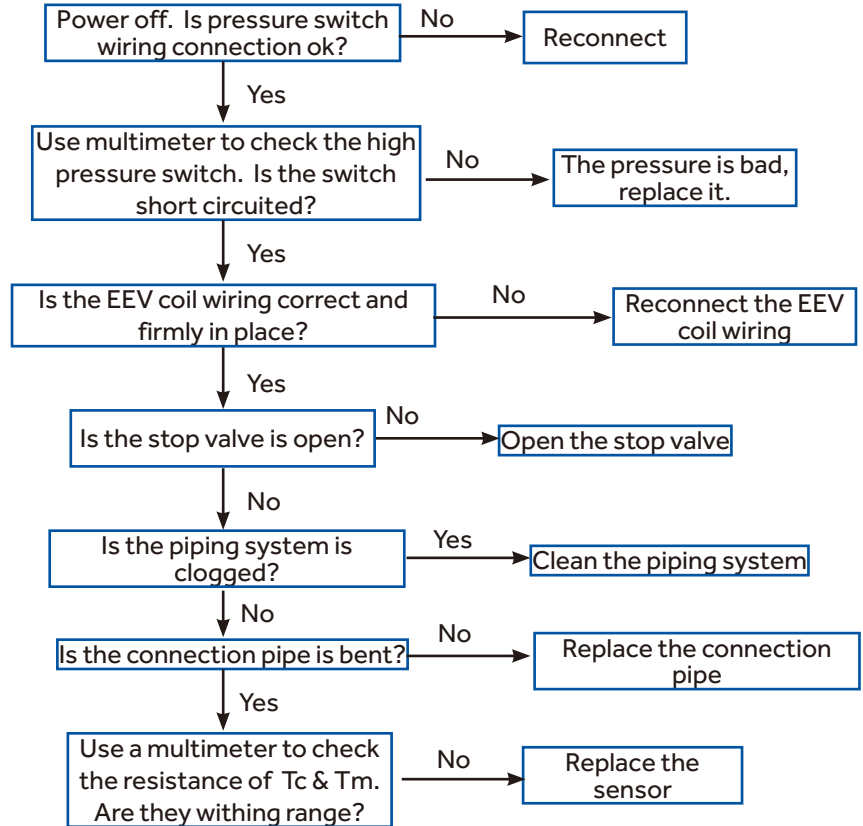 Power off. Is pressure switch
wiring connection ok?
No
Reconnect
Yes
Use multimeter to check the high
pressure switch. Is the switch
short circuited?
No
The pressure is bad,
replace it.
Yes
Is the EEV coil wiring correct and
firmly in place?
No
Reconnect the EEV
coil wiring
Yes
Is the stop valve is open?
No
Open the stop valve
No
Is the piping system is
clogged?
Yes
Clean the piping system
No
Is the connection pipe is bent?
No
Replace the connection
pipe
Yes
Use a multimeter to check
the resistance of Tc & Tm.
Are they withing range?
No
Replace the
sensor